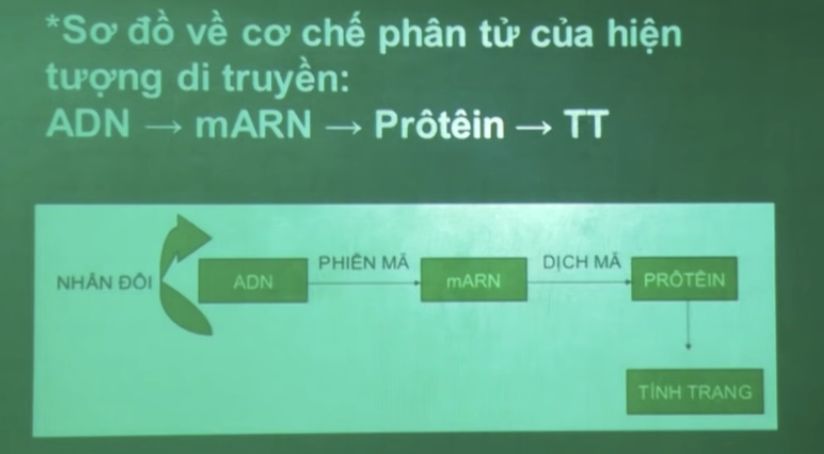 *Sơ đồ về cơ chế phân tử của hiện
tượng di truyền:
ADN → mARN → Prôtêin → TT
NHÂN ĐÔI
ADN
PHIÊN MÃ
mARN
DỊCH MÃ
PRÔTÊIN
TÍNH TRẠNG